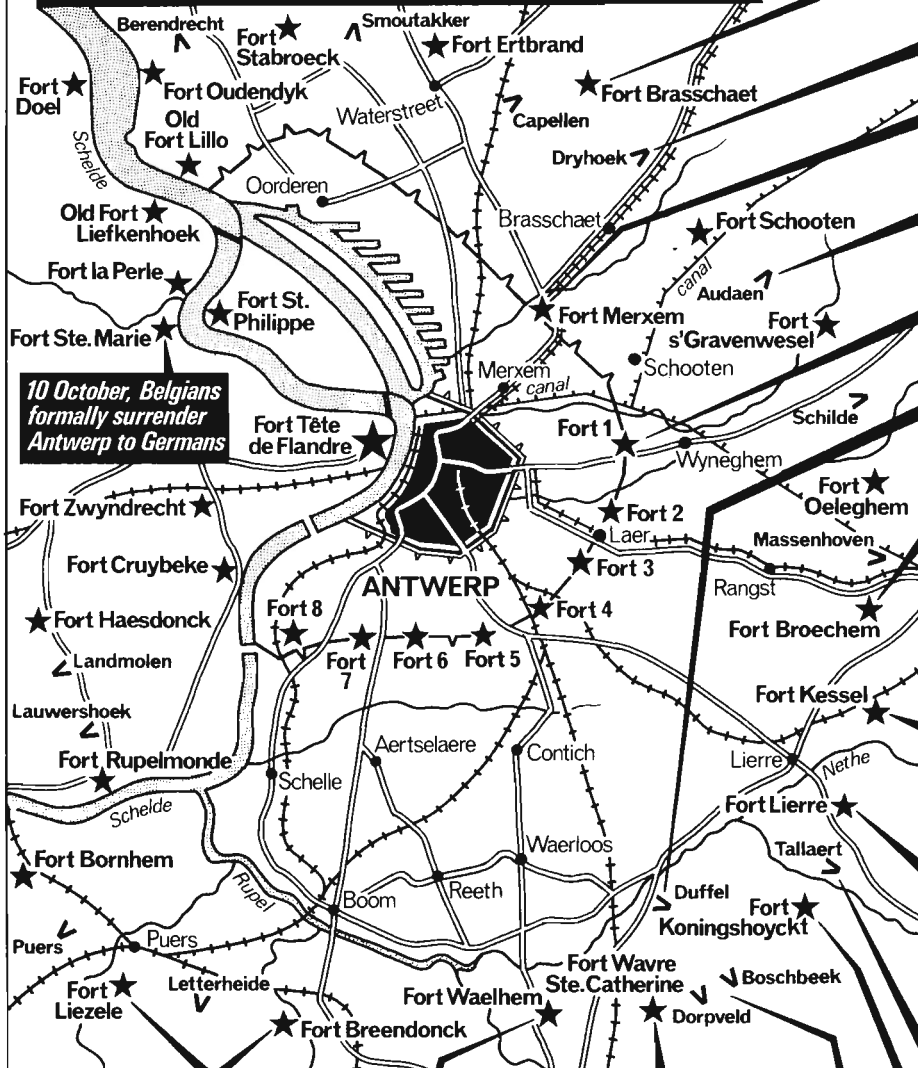 Berendrecht
Smoutakker
Fort
Stabroeck
Fort Ertbrand
Fort
Doel
Fort Oudendyk
Fort Brasschaet
Waterstreet
Capellen
Old
Fort Lillo
Schelde
Dryhoek
Oorderen
Old Fort
Liefkenhoek
Brasschaet
Fort Schooten
canal
Audaen
Fort la Perle
Fort St.
Philippe
Fort Merxem
Fort
s'Gravenwesel
Fort Ste. Marie
Schooten
Merxem
canal
10 October, Belgians
formally surrender
Antwerp to Germans
Schilde
Fort Tête
de Flandre
Fort 1
Wyneghem
Fort
Oeleghem
Fort Zwyndrecht
Fort 2
Laer
Massenhoven
Fort 3
Fort Cruybeke
Rangst
ANTWERP
Fort 8
Fort 4
Fort Haesdonck
Fort Broechem
Fort
7
Fort 6
Fort 5
Landmolen
Fort Kessel
Lauwershoek
Aertselaere
Contich
Fort Rupelmonde
Lierre
Nethe
Schelle
Schelde
Fort Lierre
Waerloos
Tallaert
Fort Bornhem
Rupel
Reeth
Duffel
Boom
Fort
Koningshoyckt
Puers
Puers
Fort Wavre
Ste. Catherine
Boschbeek
Letterheide
Fort
Liezele
Fort Waelhem
Dorpveld
Fort Breendonck